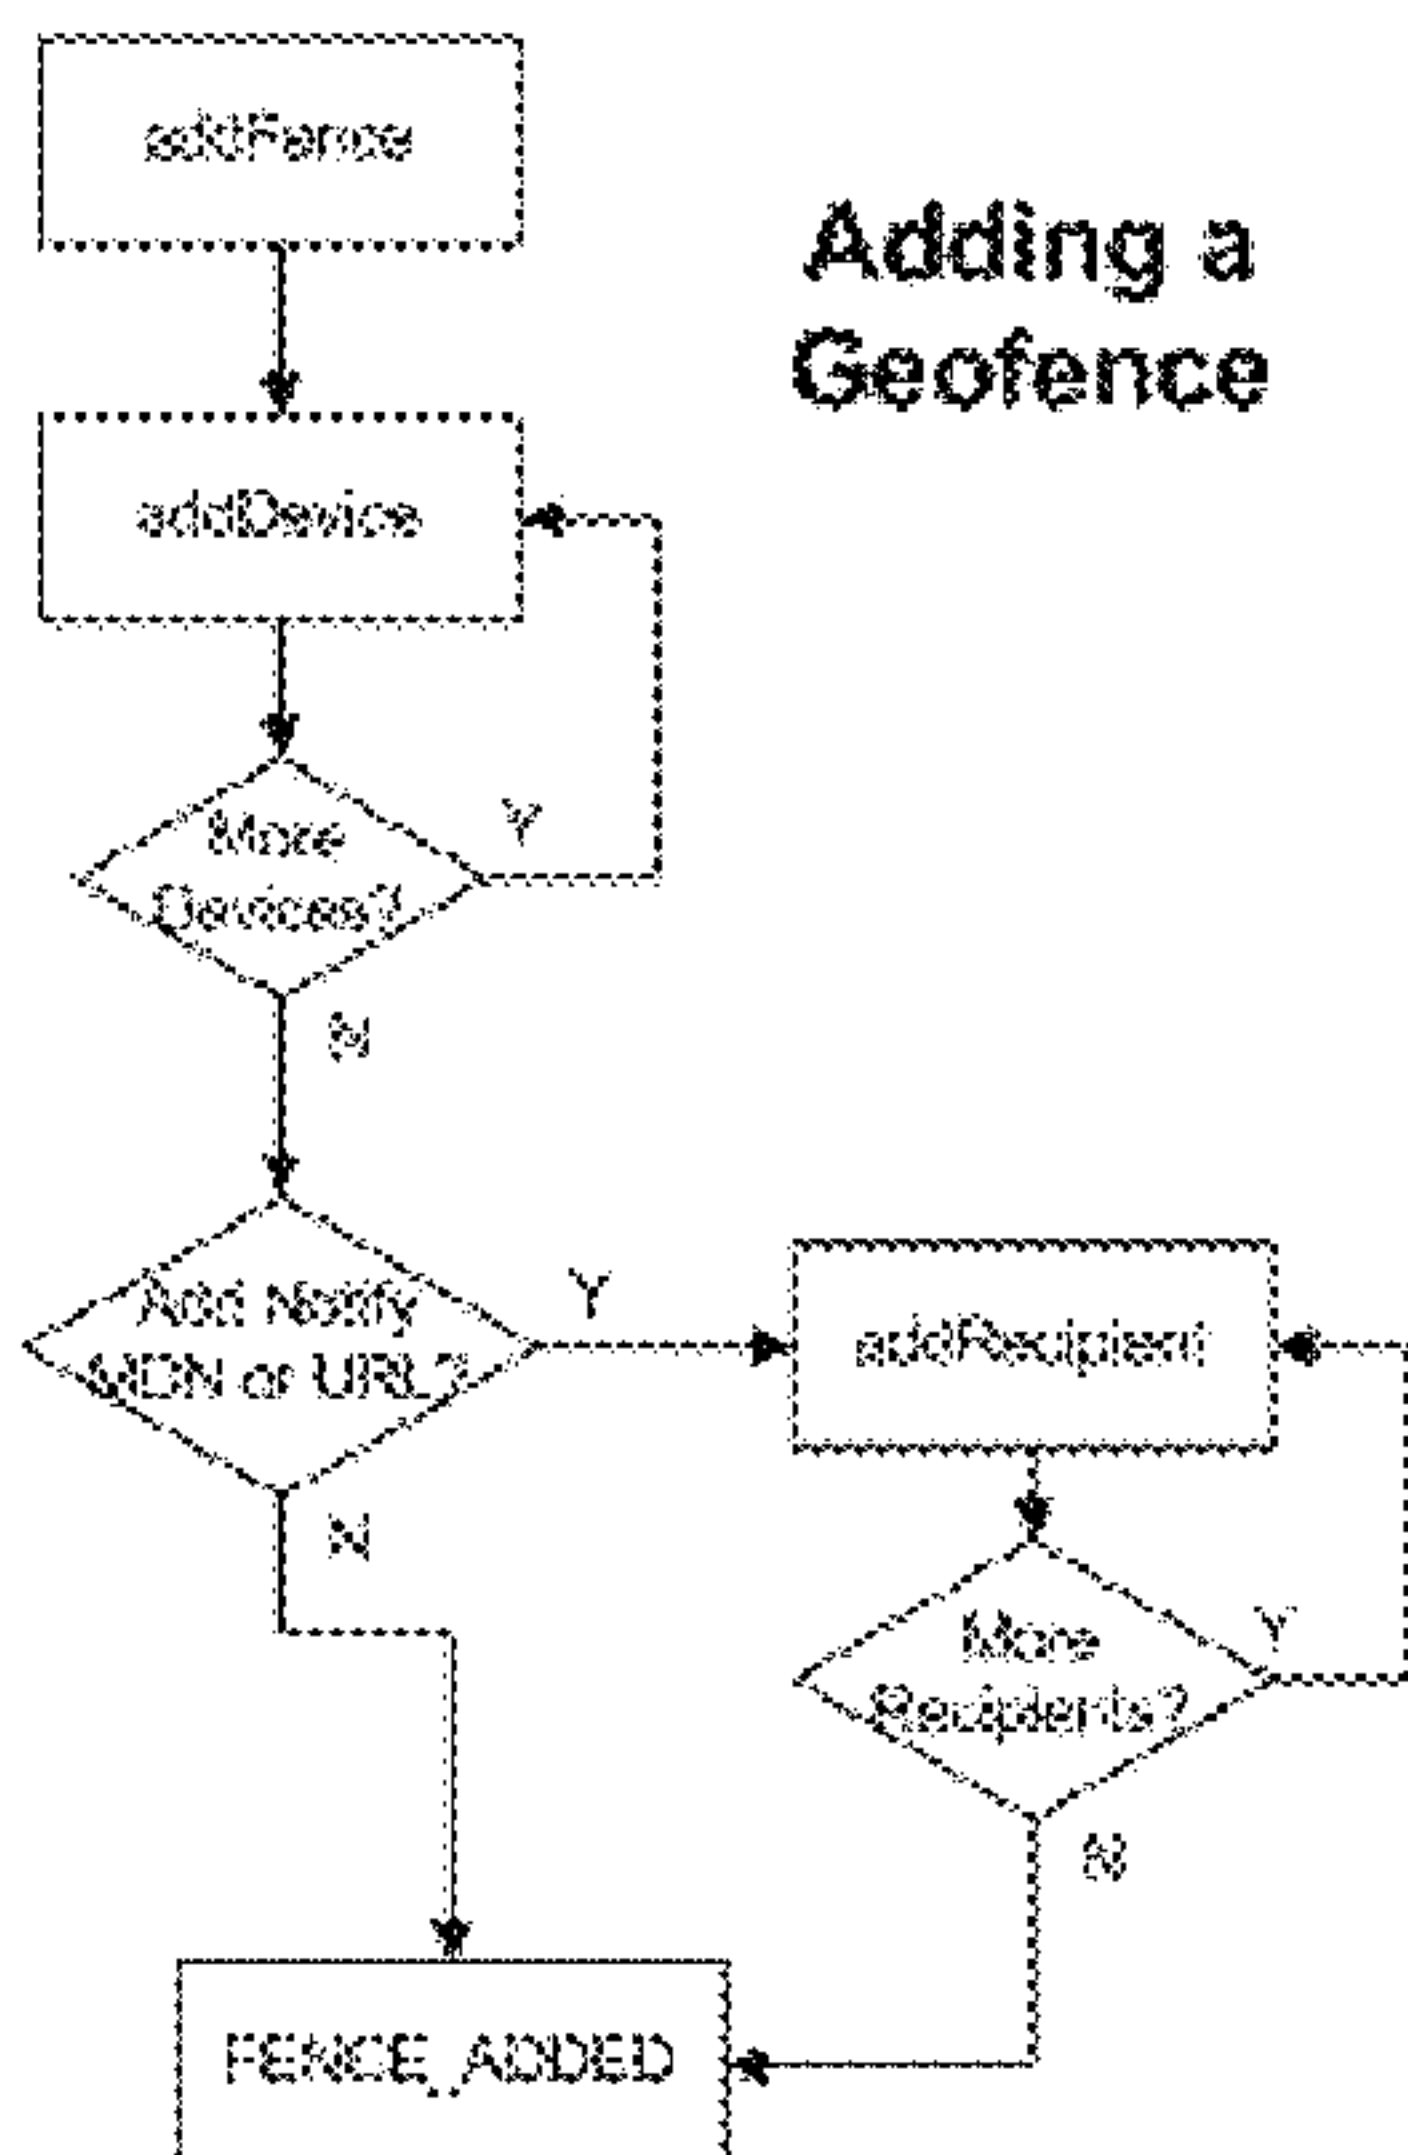 addFence
Adding a
Geofence
addDevice
More
Devices?
Y
N
Add Notify
MDN or URL?
Y
N
addRecipient
More
Recipients?
Y
N
FENCE_ADDED